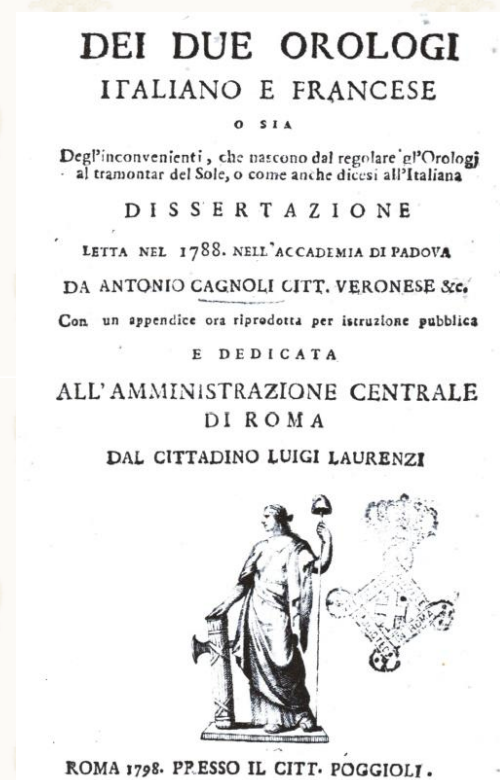 DEI DUE OROLOGI
ITALIANO E FRANCESE
O SIA
Degl'inconvenienti, che nascono dal regolare gl'Orologj
al tramontar del Sole, o come anche dicesi all'Italiana
DISSERTAZIONE
LETTA NEL 1788. NELL'ACCADEMIA DI PADOVA
DA ANTONIO CAGNOLI CITT. VERONESE &c.
Con un appendice ora riprodotta per istruzione pubblica
E DEDICATA
ALL'AMMINISTRAZIONE CENTRALE
DI ROMA
DAL CITTADINO LUIGI LAURENZI
ROMA 1798. PRESSO IL CITT. POGGIOLI.